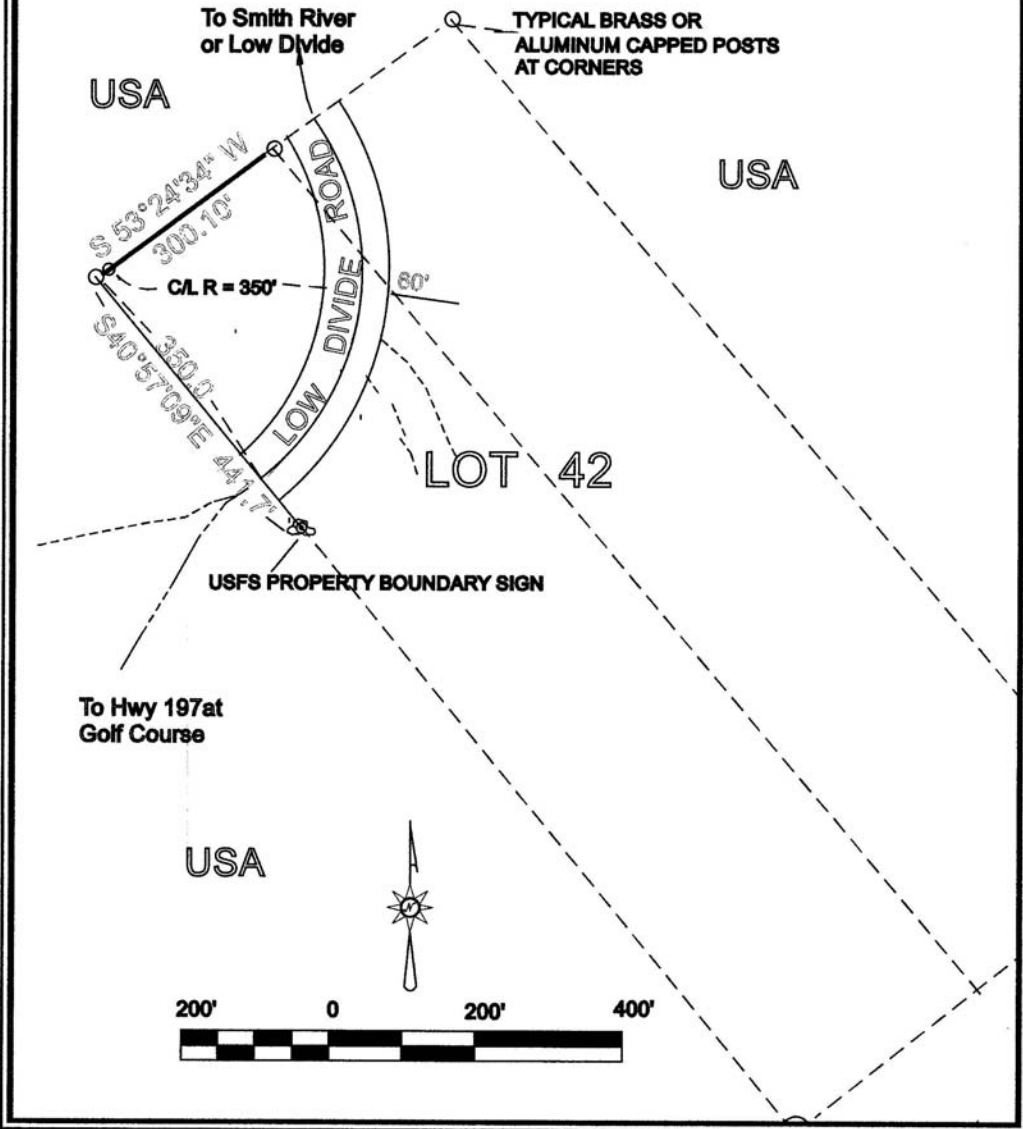 To Smith River
or Low Divide
TYPICAL BRASS OR
ALUMINUM CAPPED POSTS
AT CORNERS
USA
USA
S 53°24'34" W
300.10'
LOW DIVIDE ROAD
C/L R = 350'
60'
350.0
S40°57'09"E 441.7'
LOT 42
USFS PROPERTY BOUNDARY SIGN
To Hwy 197at
Golf Course
USA
N
200' 0 200' 400'